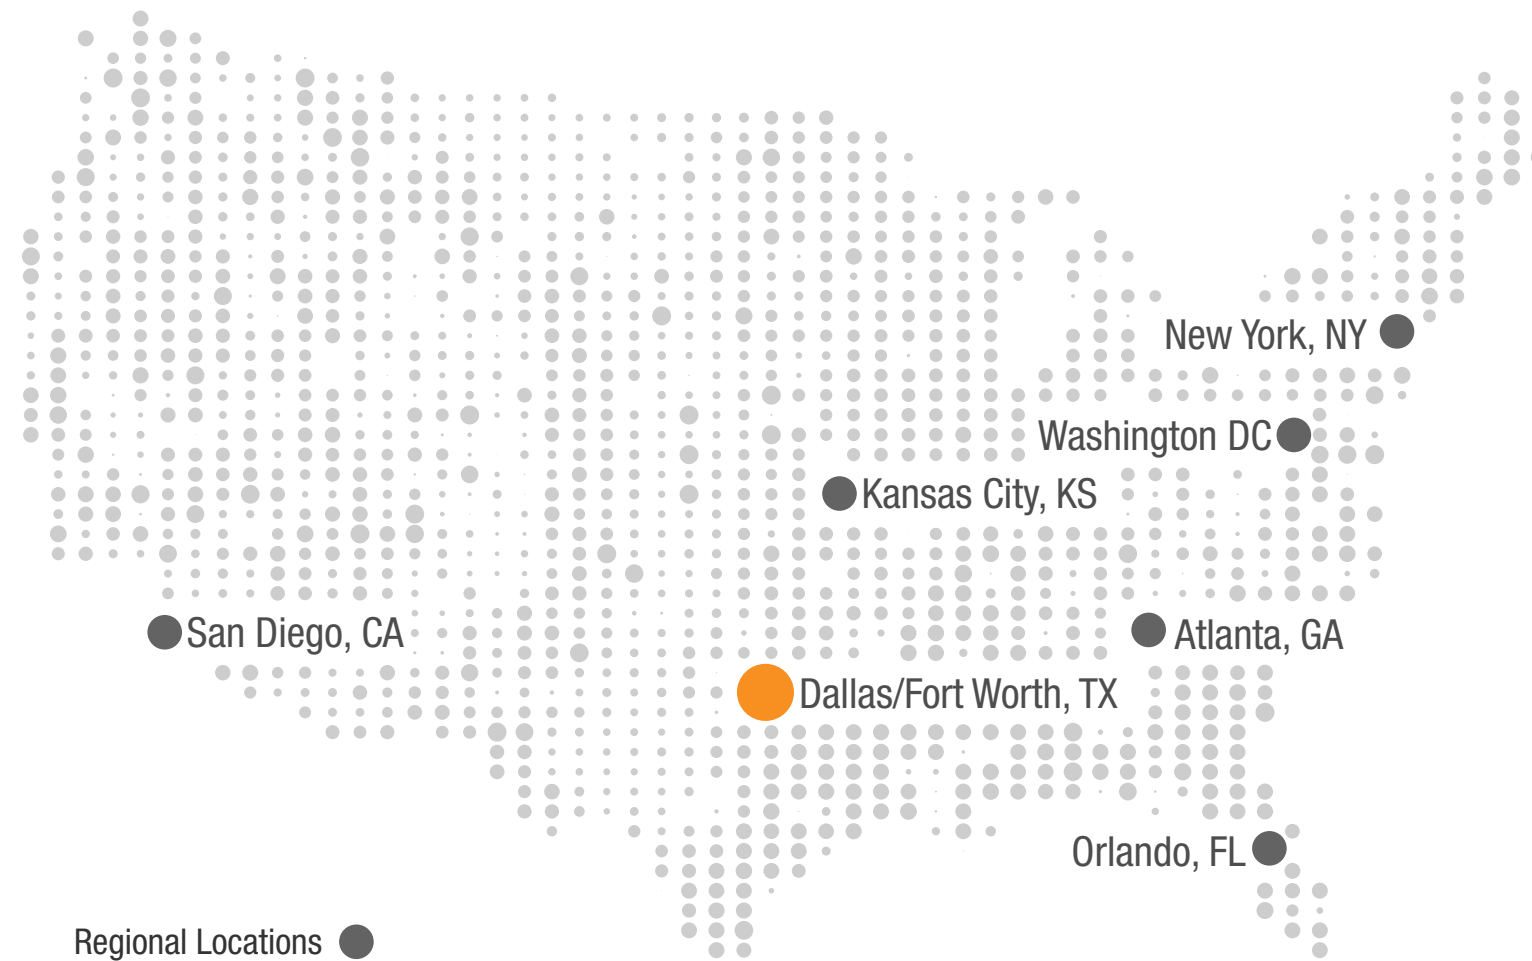 New York, NY
Washington DC
Kansas City, KS
San Diego, CA
Atlanta, GA
Dallas/Fort Worth, TX
Orlando, FL
Regional Locations